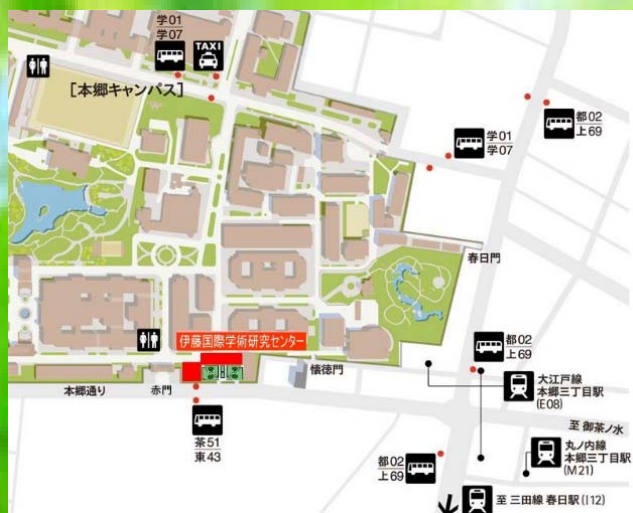 学01
学07
TAXI
[本郷キャンパス]
都02
上69
学01
学07
春日門
伊藤国際学術研究センター
都02
上69
懐徳門
本郷通り
赤門
大江戸線
本郷三丁目駅
(E08)
至 御茶ノ水
茶51
東43
都02
上69
丸ノ内線
本郷三丁目駅
(M21)
至 三田線 春日駅(I12)